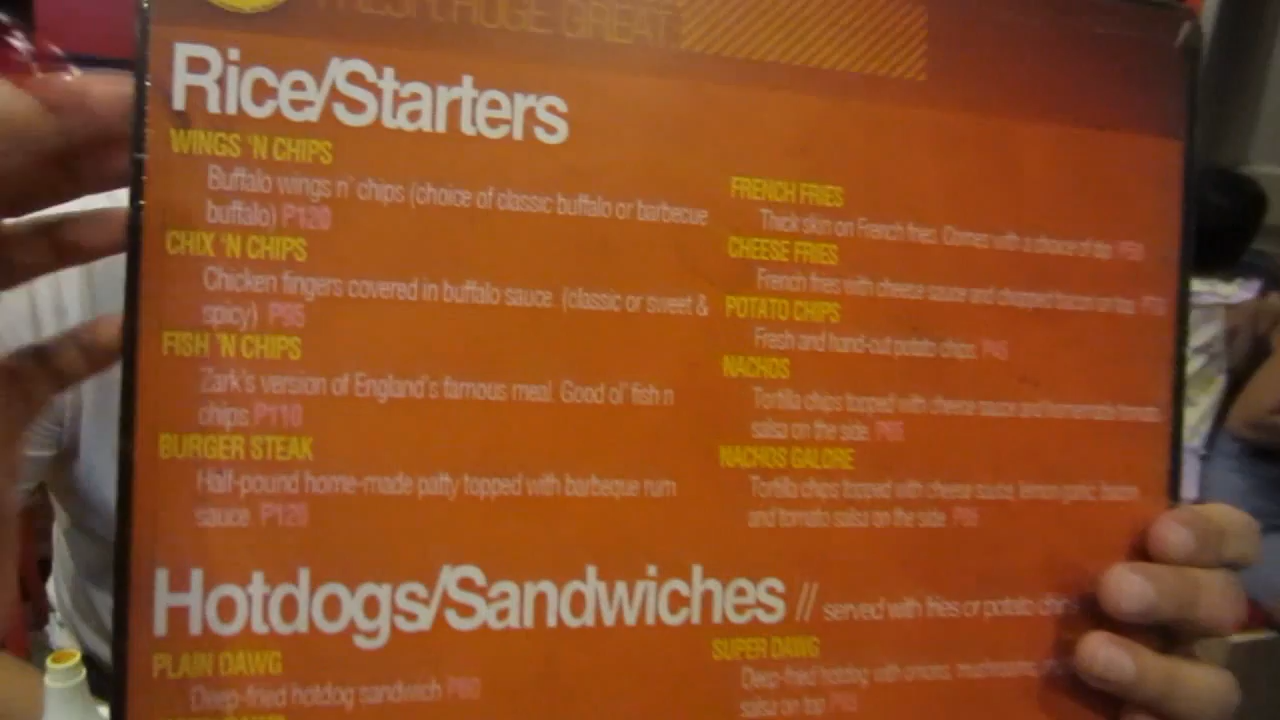 FRESH. HUGE. GREAT.
Rice/Starters
WINGS 'N CHIPS
Buffalo wings n' chips (choice of classic buffalo or barbecue
buffalo) P120
CHIX 'N CHIPS
Chicken fingers covered in buffalo sauce. (classic or sweet &
spicy) P95
FISH 'N CHIPS
Zark's version of England's famous meal. Good ol' fish n
chips. P110
BURGER STEAK
Half-pound home-made patty topped with barbeque rum
sauce. P120
FRENCH FRIES
Thick skin on French fries. Comes with a choice of dip
CHEESE FRIES
French fries with cheese sauce and chopped bacon on top.
POTATO CHIPS
Fresh and hand-cut potato chips. P45
NACHOS
Tortilla chips topped with cheese sauce and homemade tomato
salsa on the side.
NACHOS GALORE
Tortilla chips topped with cheese sauce,
and tomato salsa on the side.
Hotdogs/Sandwiches // served with fries or potato chips
PLAIN DAWG
Deep-fried hotdog sandwich
SUPER DAWG
Deep-fried hotdog with onions, mushrooms,
salsa on top